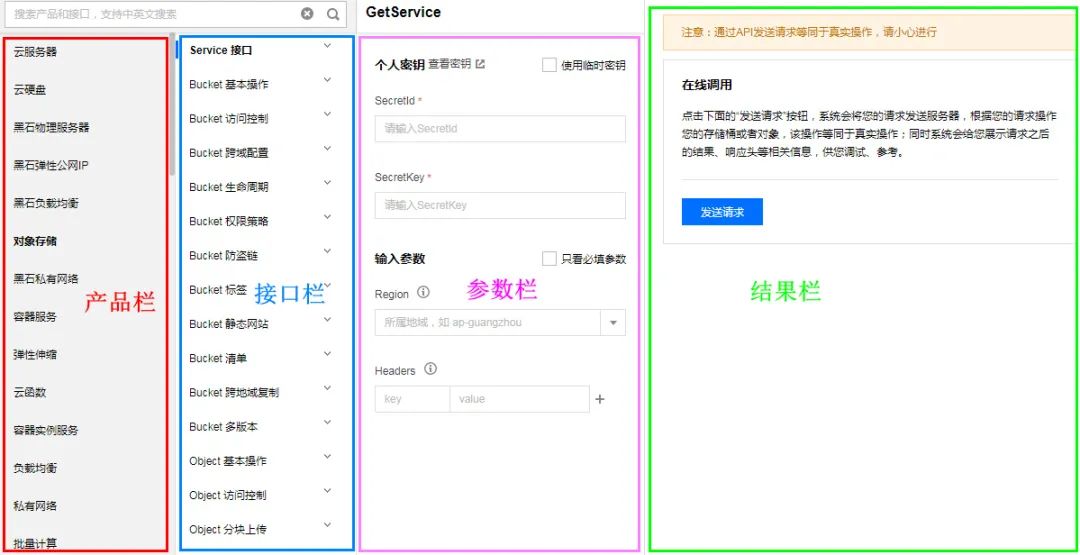 搜索产品和接口，支持中英文搜索
云服务器
云硬盘
黑石物理服务器
黑石弹性公网IP
黑石负载均衡
对象存储
黑石私有网络
产品栏
容器服务
弹性伸缩
云函数
容器实例服务
负载均衡
私有网络
批量计算
Service 接口
Bucket 基本操作
Bucket 访问控制
Bucket 跨域配置
Bucket 生命周期
Bucket 权限策略
Bucket 防盗链
Bucket 标签
接口栏
Bucket 静态网站
Bucket 清单
Bucket 跨地域复制
Bucket 多版本
Object 基本操作
Object 访问控制
Object 分块上传
GetService
个人密钥 查看密钥 使用临时密钥
SecretId *
请输入SecretId
SecretKey *
请输入SecretKey
输入参数 只看必填参数
Region
参数栏
所属地域，如 ap-guangzhou
Headers
key value
注意：通过API发送请求等同于真实操作，请小心进行
在线调用
点击下面的“发送请求”按钮，系统会将您的请求发送服务器，根据您的请求操作
您的存储桶或者对象，该操作等同于真实操作；同时系统会给您展示请求之后
的结果、响应头等相关信息，供您调试、参考。
发送请求
结果栏